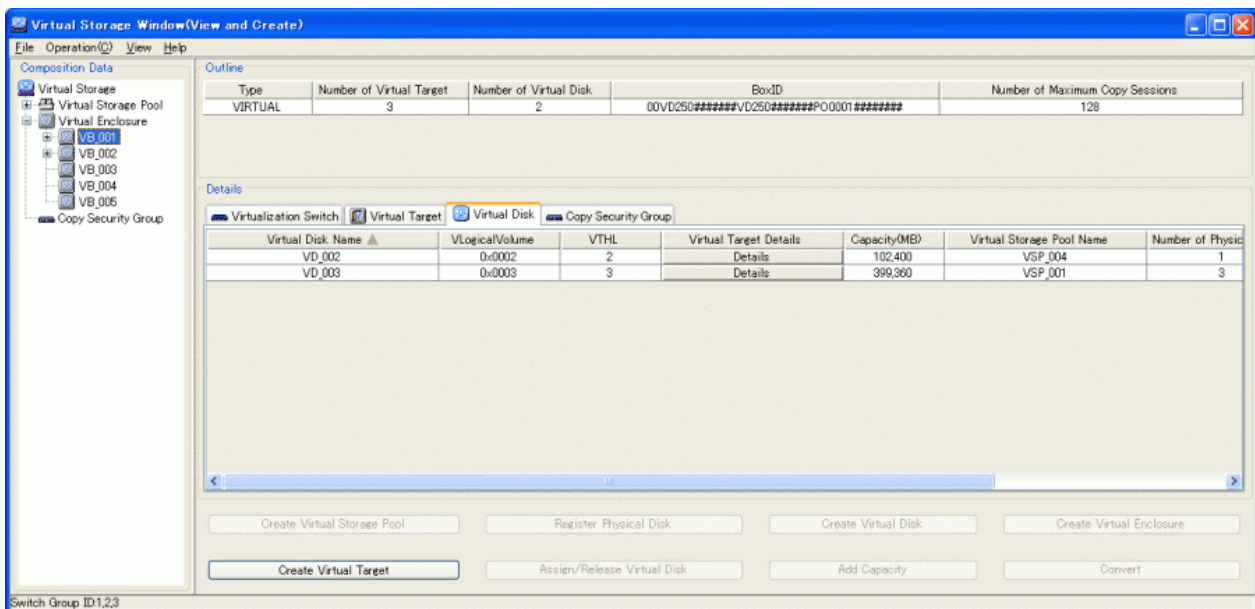 Virtual Storage Window(View and Create)
File Operation(C) View Help
Composition Data
Virtual Storage
Virtual Storage Pool
Virtual Enclosure
VB_001
VB_002
VB_003
VB_004
VB_005
Copy Security Group
Outline
Type Number of Virtual Target Number of Virtual Disk BoxID Number of Maximum Copy Sessions
VIRTUAL 3 2 00VD250#######VD250#######PO0001######## 128
Details
Virtualization Switch Virtual Target Virtual Disk Copy Security Group
Virtual Disk Name VLogicalVolume VTHL Virtual Target Details Capacity(MB) Virtual Storage Pool Name Number of Physic
VD_002 0x0002 2 Details 102,400 VSP_004 1
VD_003 0x0003 3 Details 399,360 VSP_001 3
Create Virtual Storage Pool Register Physical Disk Create Virtual Disk Create Virtual Enclosure
Create Virtual Target Assign/Release Virtual Disk Add Capacity Convert
Switch Group ID:1,2,3